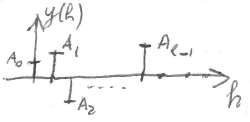 y(h)
A₀ A₁ A₂ ..... Aₗ₋₁
h